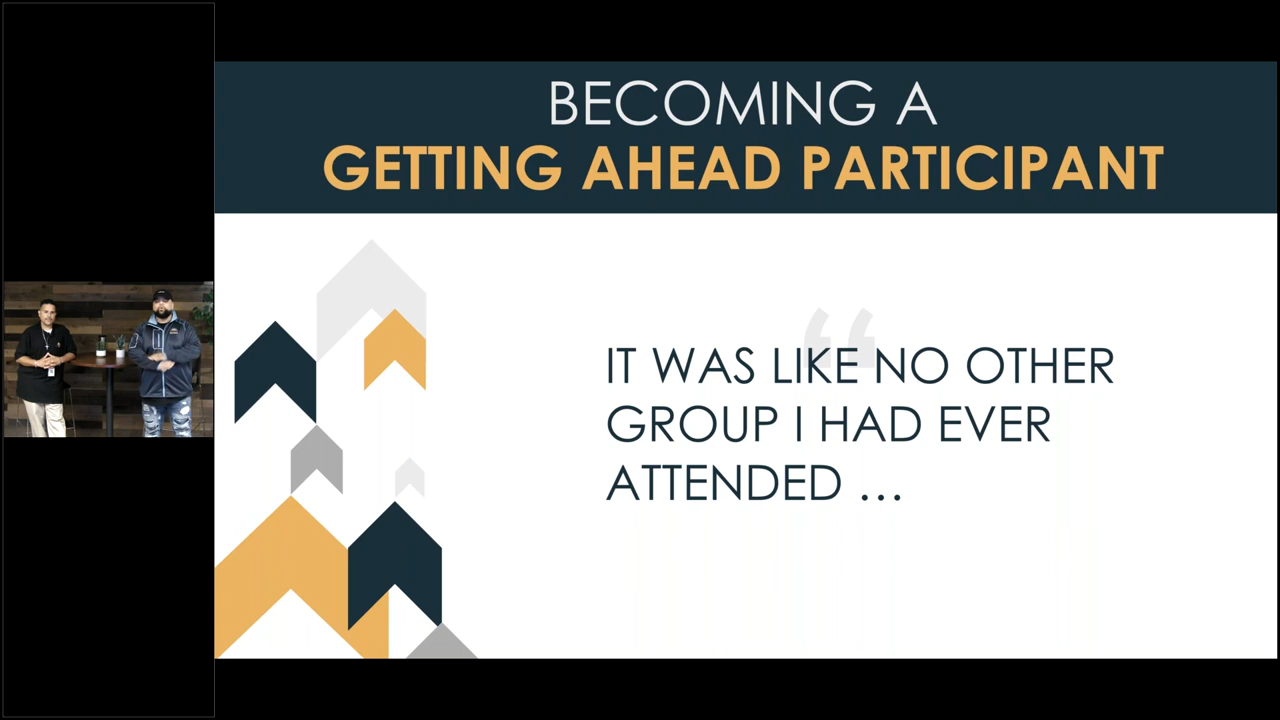 BECOMING A
GETTING AHEAD PARTICIPANT
“
IT WAS LIKE NO OTHER
GROUP I HAD EVER
ATTENDED ...